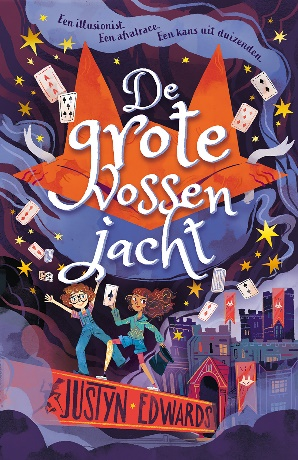 Een illusionist.
Een afvalrace.
Een kans uit duizenden.
De
grote
vossen
jacht
JUSTYN EDWARDS